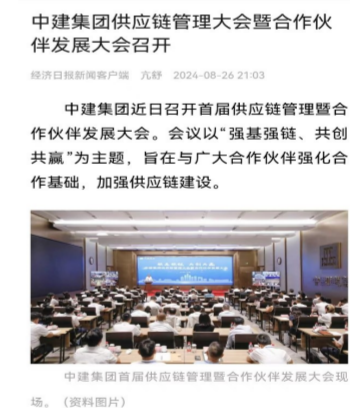 中建集团供应链管理大会暨合作伙
伴发展大会召开
经济日报新闻客户端 亢舒 2024-08-26 21:03
中建集团近日召开首届供应链管理暨合
作伙伴发展大会。会议以“强基强链、共创
共赢”为主题，旨在与广大合作伙伴强化合
作基础，加强供应链建设。
中建集团首届供应链管理暨合作伙伴发展大会现
场。（资料图片）